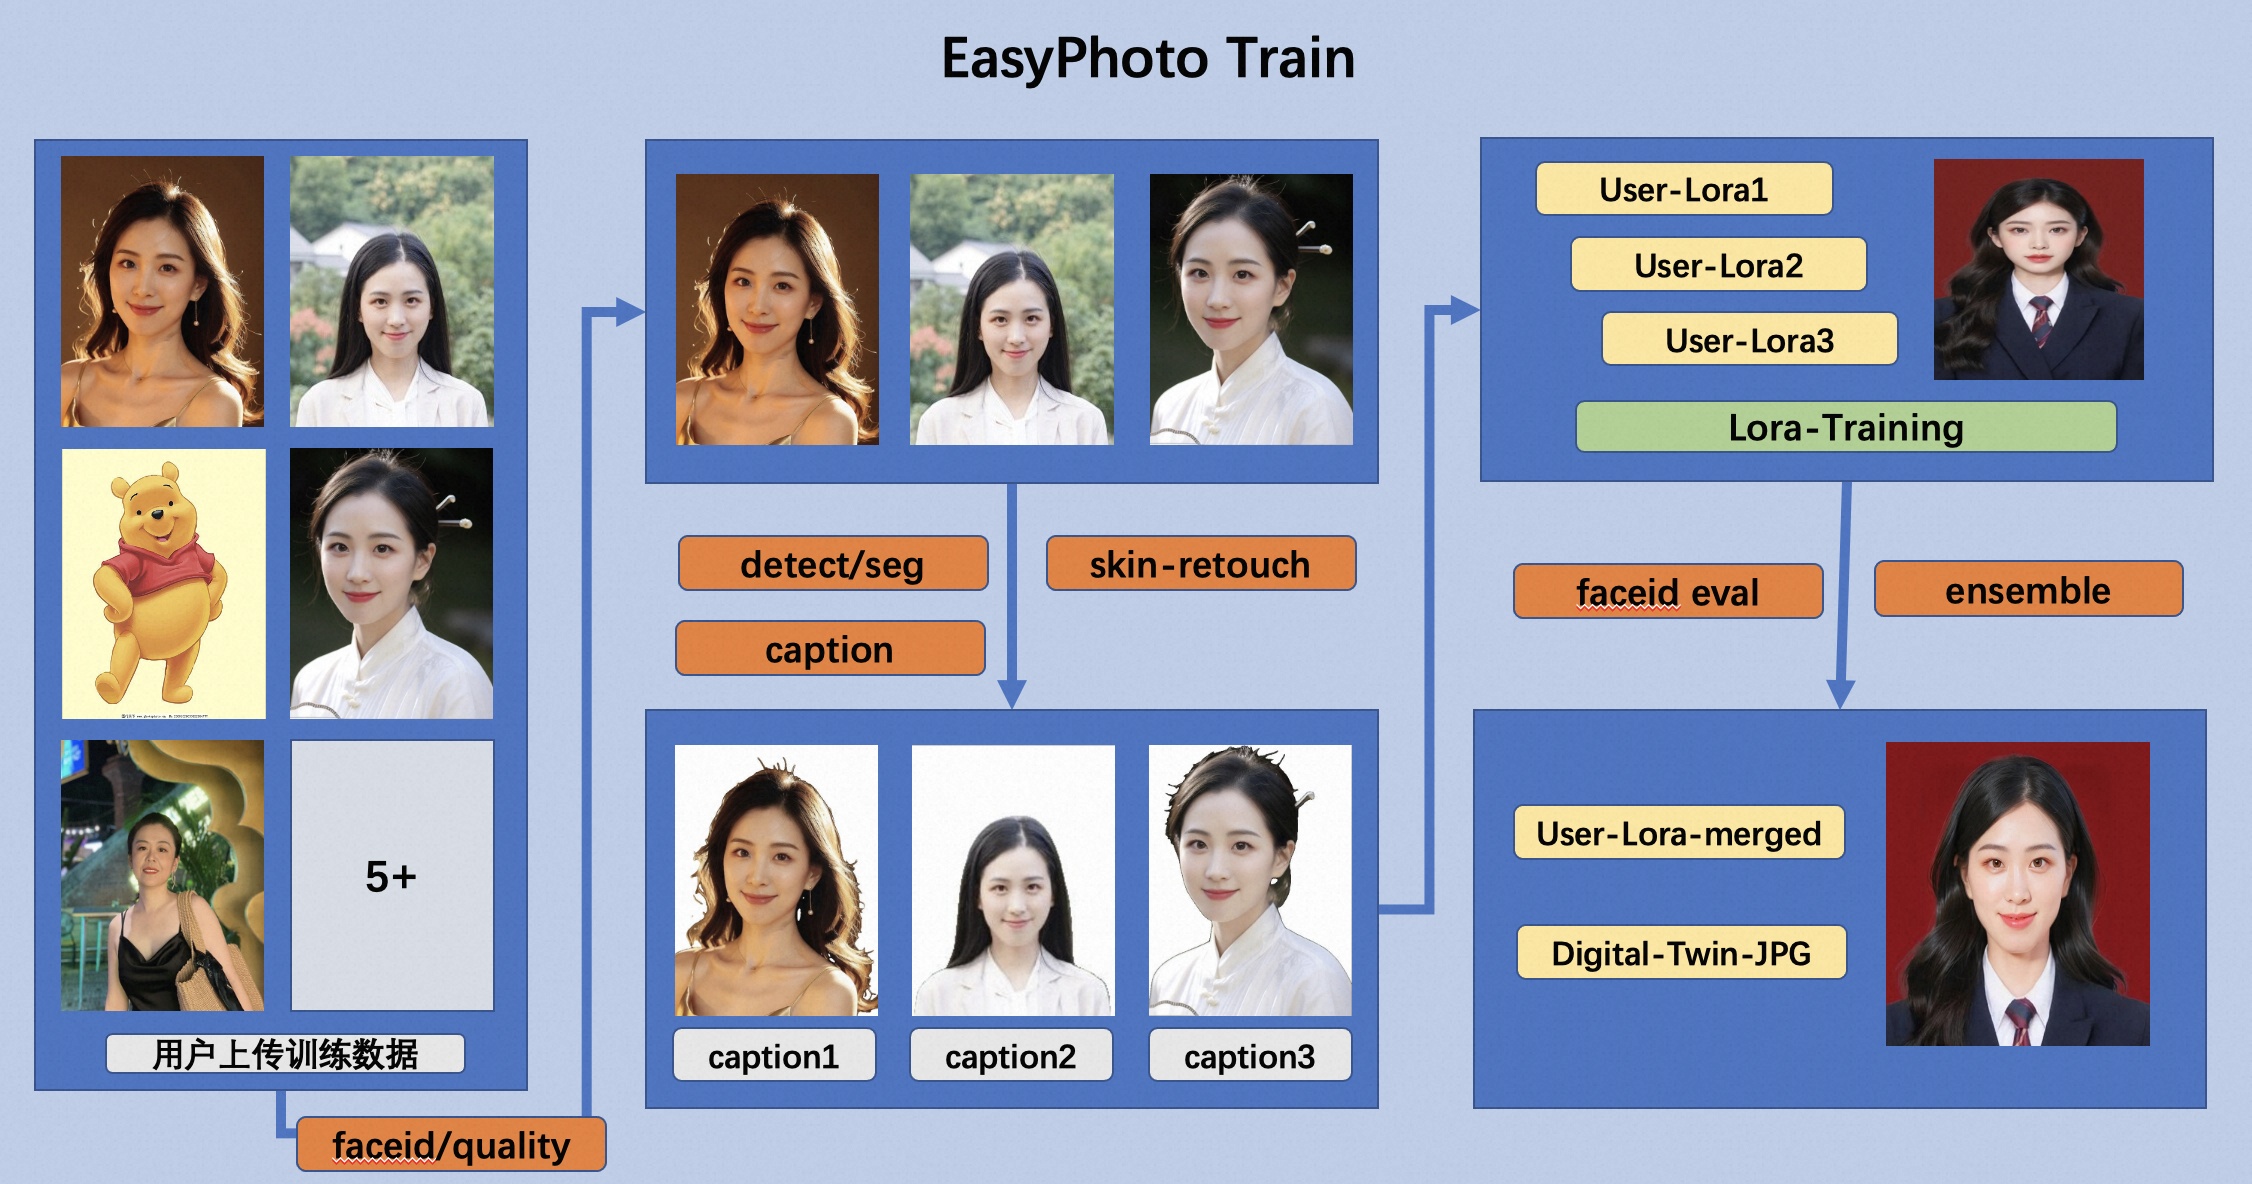 EasyPhoto Train
5+
用户上传训练数据
faceid/quality
detect/seg
skin-retouch
caption
caption1
caption2
caption3
User-Lora1
User-Lora2
User-Lora3
Lora-Training
faceid eval
ensemble
User-Lora-merged
Digital-Twin-JPG